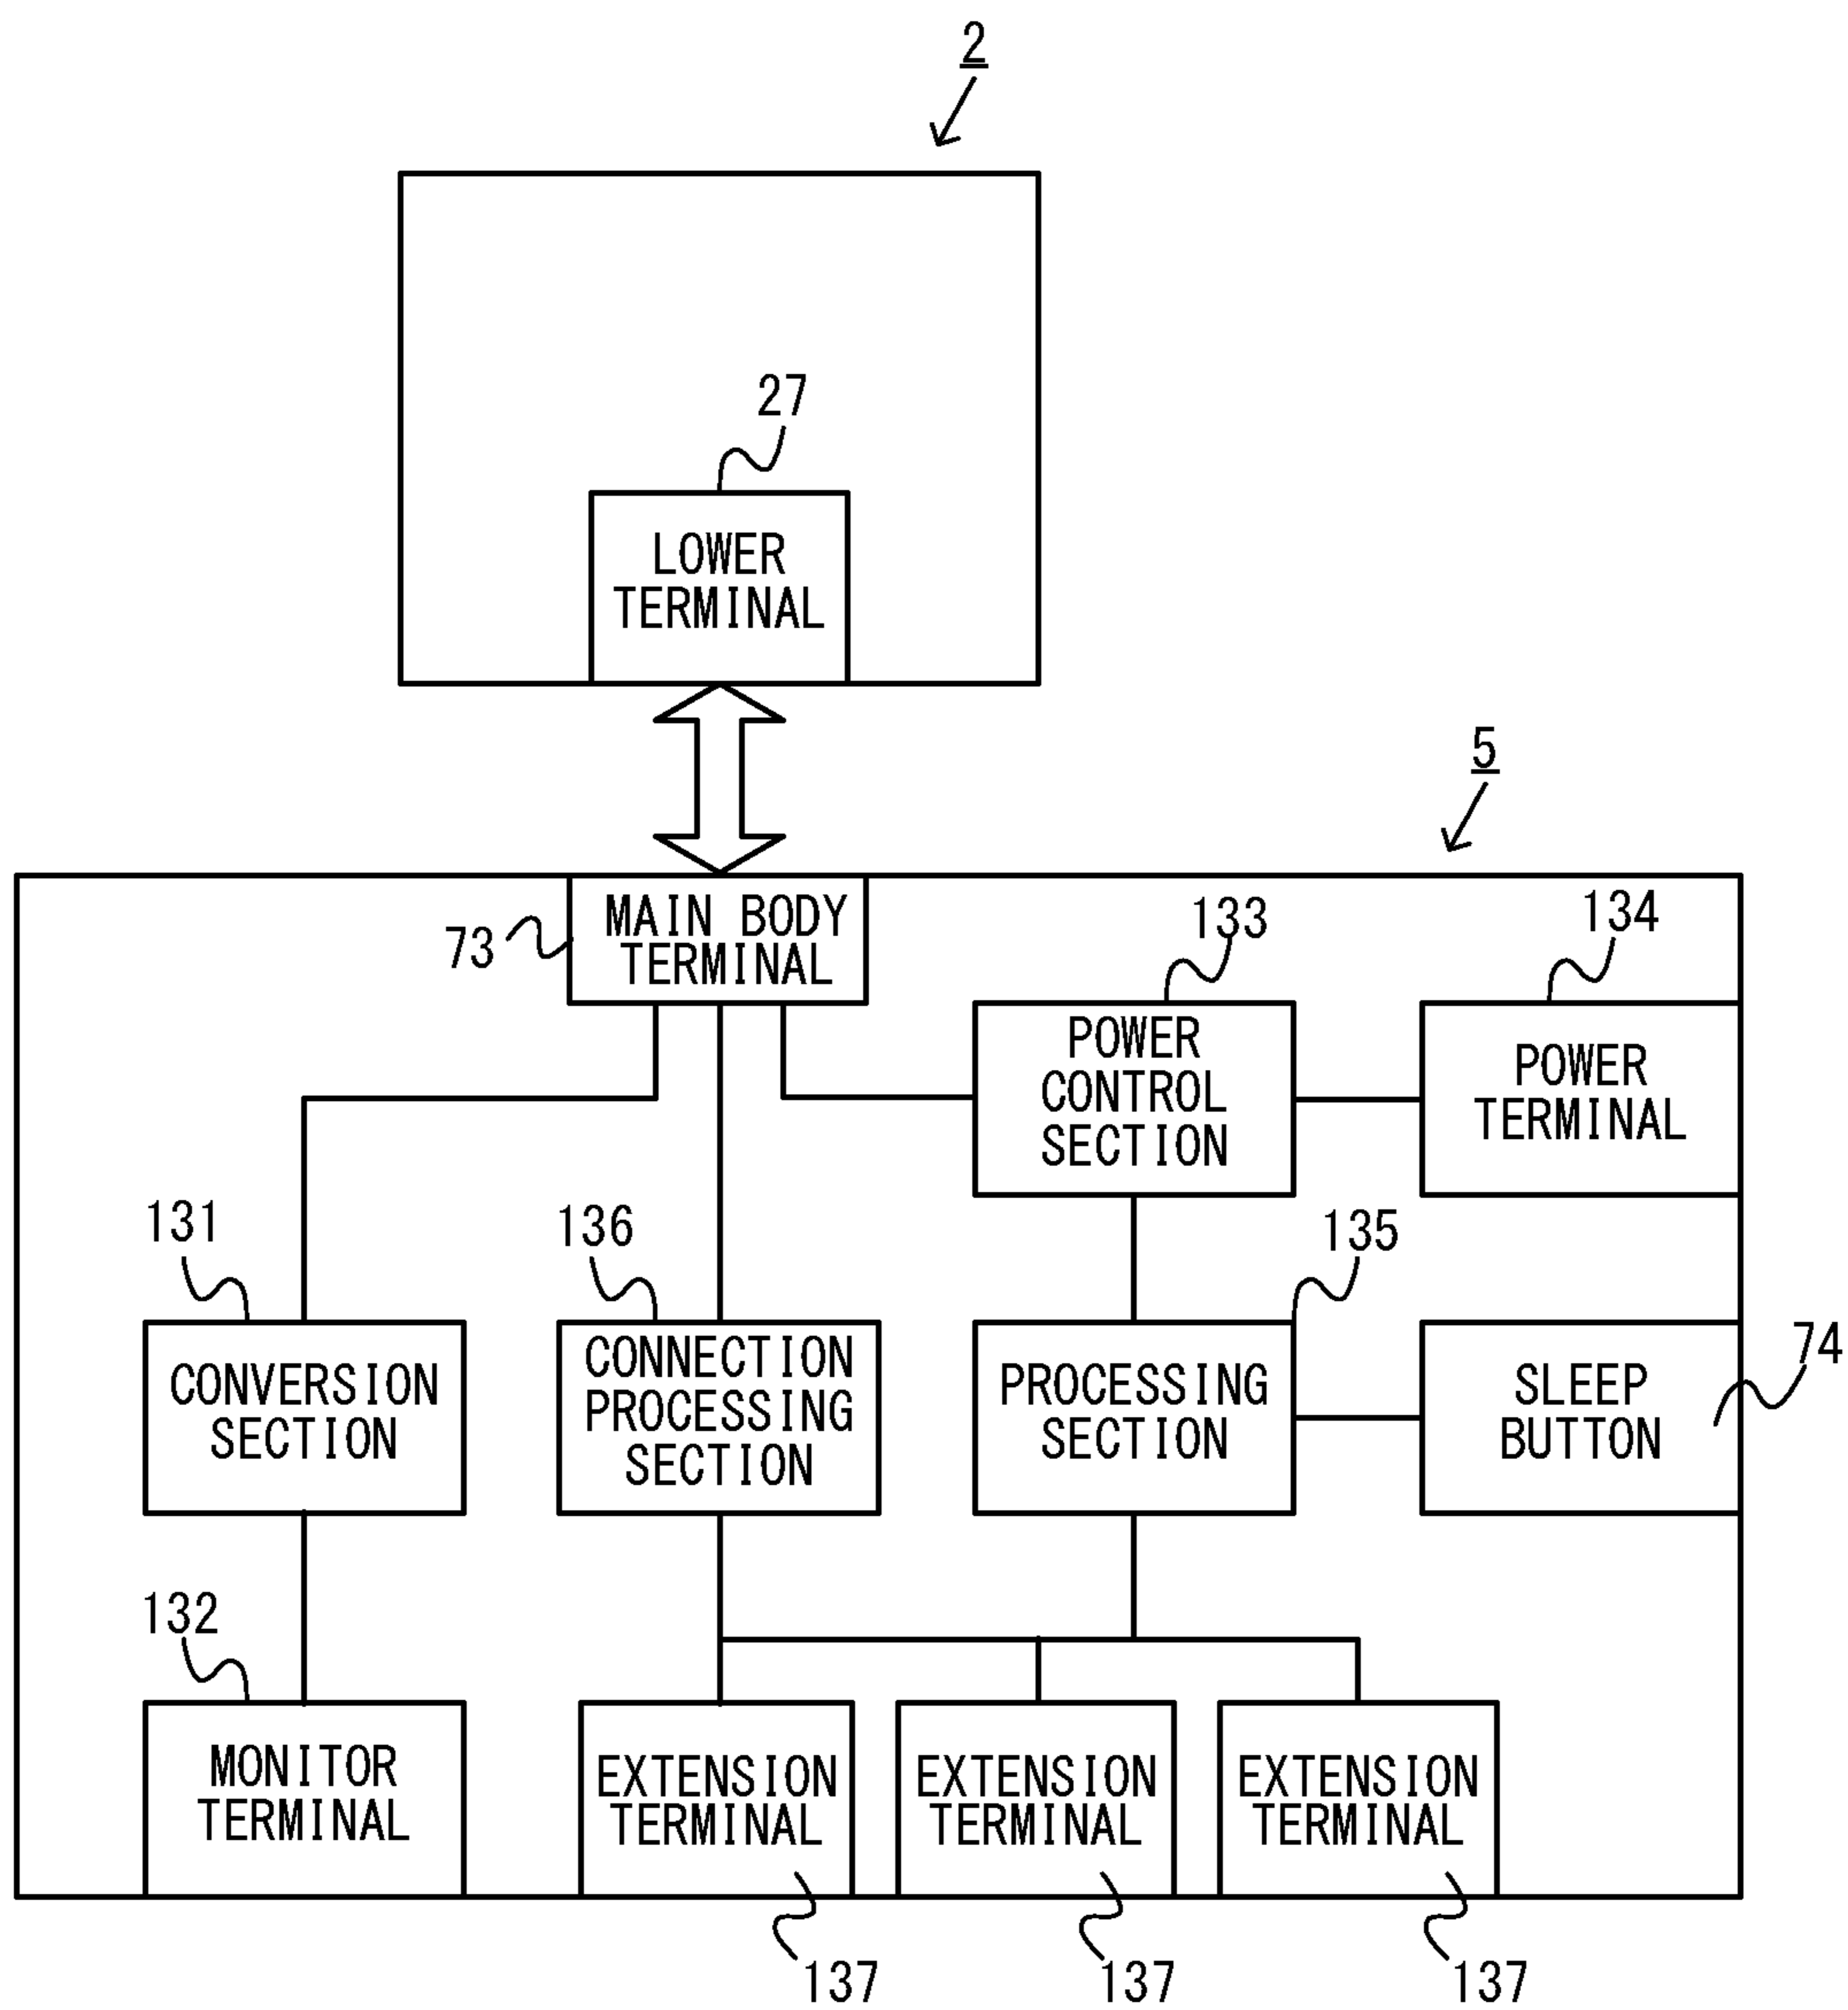 2
27
LOWER
TERMINAL
5
73
MAIN BODY
TERMINAL
133
134
POWER
CONTROL
SECTION
POWER
TERMINAL
131
136
135
74
CONVERSION
SECTION
CONNECTION
PROCESSING
SECTION
PROCESSING
SECTION
SLEEP
BUTTON
132
MONITOR
TERMINAL
EXTENSION
TERMINAL
EXTENSION
TERMINAL
EXTENSION
TERMINAL
137
137
137